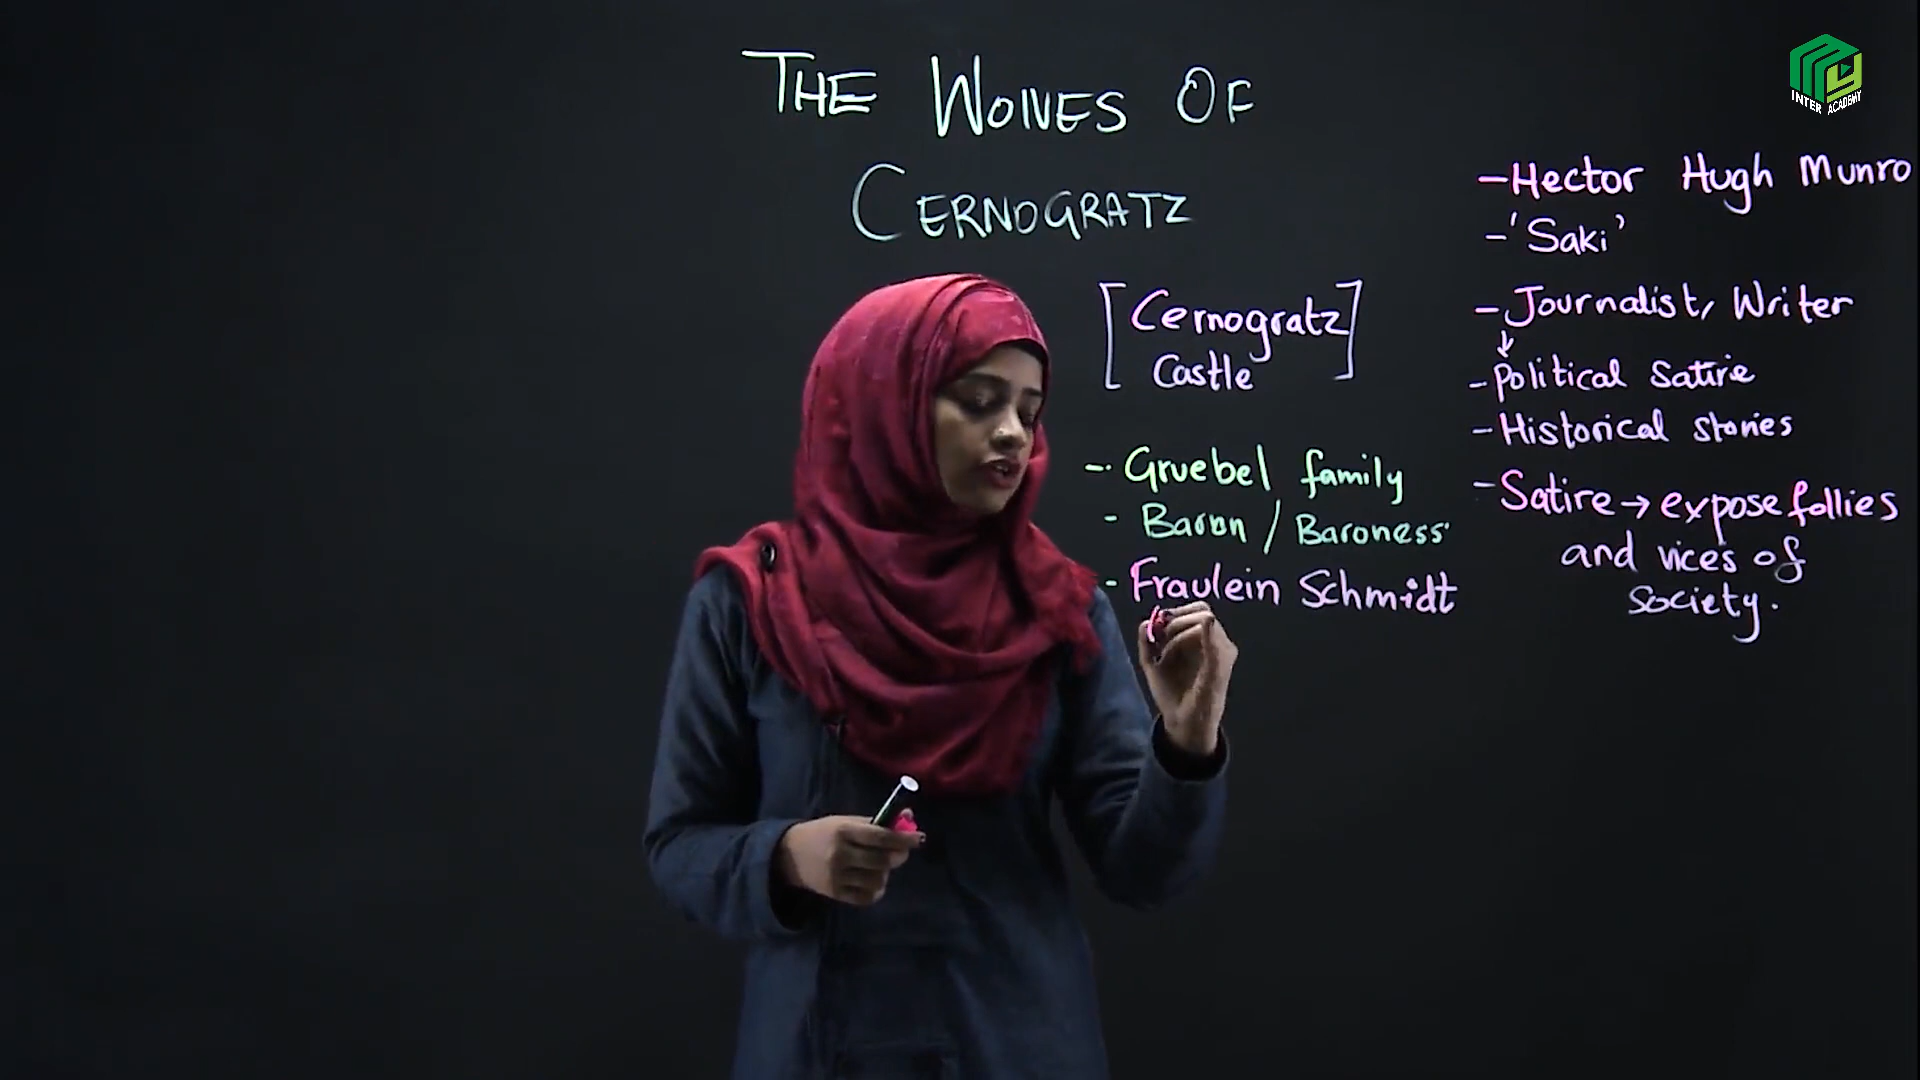 THE WOLVES OF
CERNOGRATZ
[Cernogratz]
Castle
-. Gruebel family
- Baron / Baroness
- Fraulein Schmidt
- Hector Hugh Munro
- 'Saki'
- Journalist, Writer
↓
- Political Satire
- Historical stories
- Satire → expose follies
and vices of
society.
INTER ACADEMY